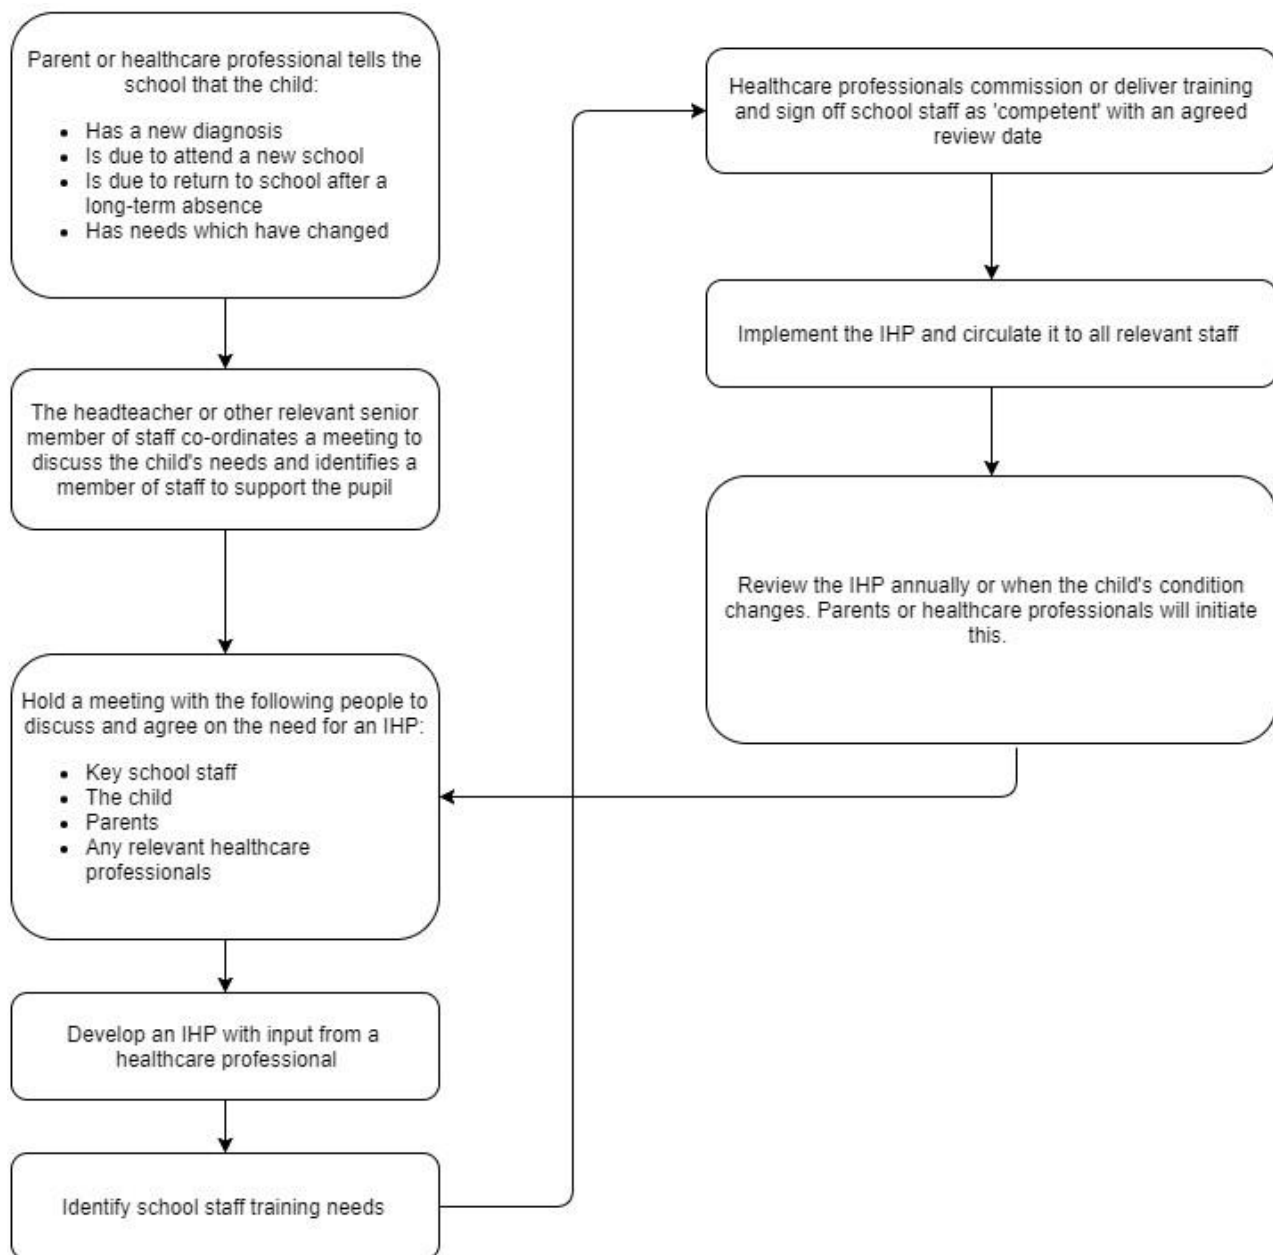 Parent or healthcare professional tells the
school that the child:
• Has a new diagnosis
• Is due to attend a new school
• Is due to return to school after a
long-term absence
• Has needs which have changed
The headteacher or other relevant senior
member of staff co-ordinates a meeting to
discuss the child's needs and identifies a
member of staff to support the pupil
Hold a meeting with the following people to
discuss and agree on the need for an IHP:
• Key school staff
• The child
• Parents
• Any relevant healthcare
professionals
Develop an IHP with input from a
healthcare professional
Identify school staff training needs
Healthcare professionals commission or deliver training
and sign off school staff as 'competent' with an agreed
review date
Implement the IHP and circulate it to all relevant staff
Review the IHP annually or when the child's condition
changes. Parents or healthcare professionals will initiate
this.